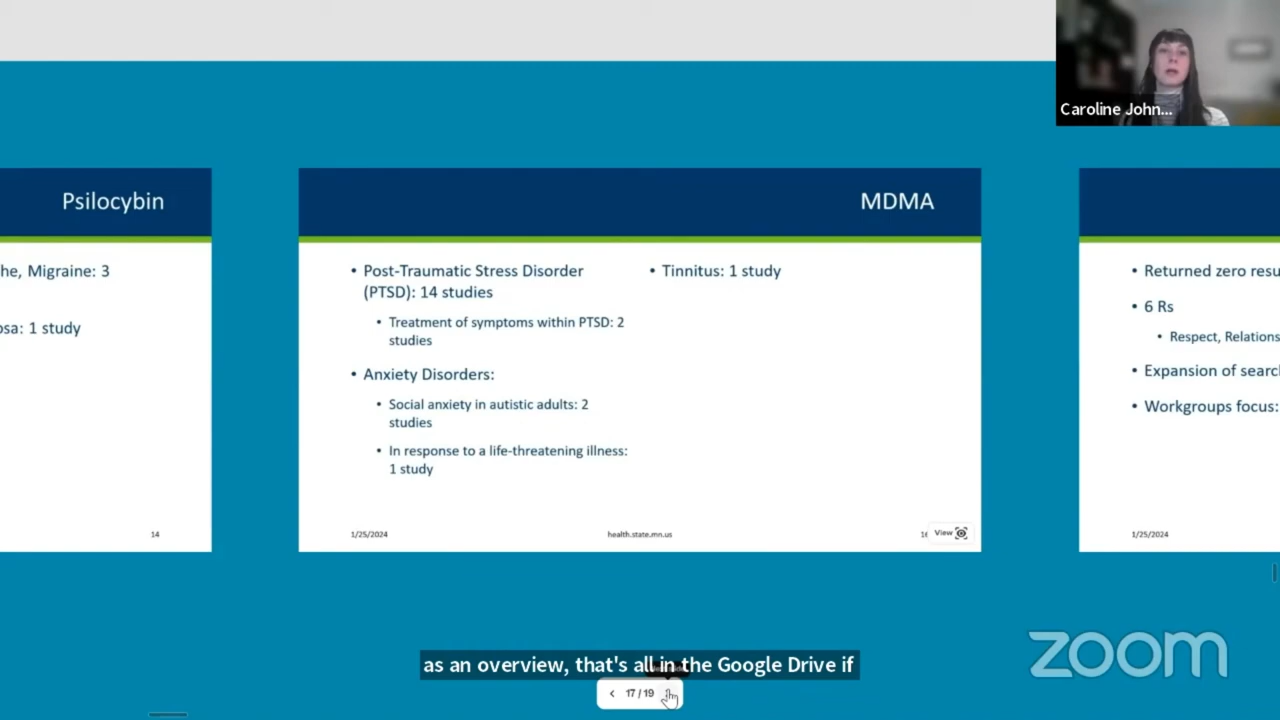 Caroline John...
Psilocybin
he, Migraine: 3
osa: 1 study
14
MDMA
• Post-Traumatic Stress Disorder
(PTSD): 14 studies
• Treatment of symptoms within PTSD: 2
studies
• Anxiety Disorders:
• Social anxiety in autistic adults: 2
studies
• In response to a life-threatening illness:
1 study
• Tinnitus: 1 study
1/25/2024
health.state.mn.us
View
• Returned zero resu
• 6 Rs
• Respect, Relations
• Expansion of searc
• Workgroups focus:
1/25/2024
zoom
as an overview, that's all in the Google Drive if
17 / 19